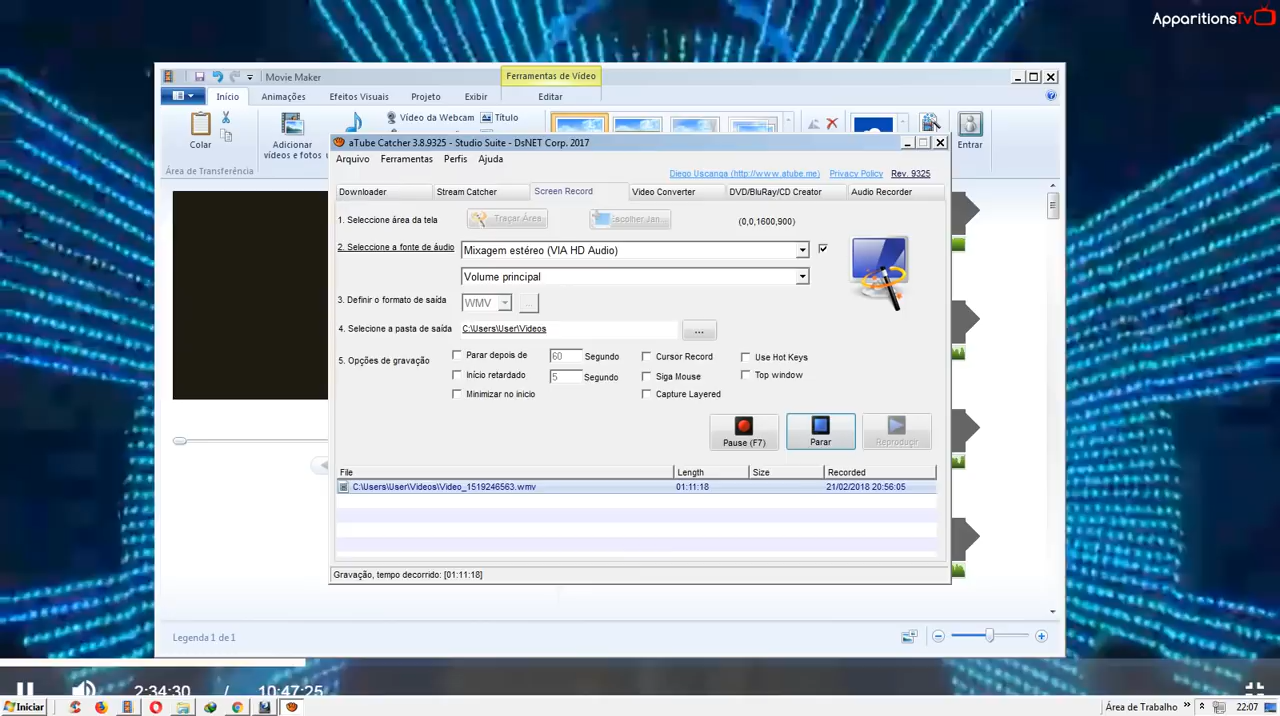 ApparitionsTv
Movie Maker
Ferramentas de Vídeo
Início Animações Efeitos Visuais Projeto Exibir Editar
Colar
Adicionar
vídeos e fotos
Vídeo da Webcam
Título
Entrar
Área de Transferência
aTube Catcher 3.8.9325 - Studio Suite - DsNET Corp. 2017
Arquivo Ferramentas Perfis Ajuda
Diego Uscanga (http://www.atube.me) Privacy Policy Rev. 9325
Downloader Stream Catcher Screen Record Video Converter DVD/BluRay/CD Creator Audio Recorder
1. Seleccione área da tela Traçar Área Escolher Jan. (0,0,1600,900)
2. Seleccione a fonte de áudio Mixagem estéreo (VIA HD Audio)
Volume principal
3. Definir o formato de saída WMV ...
4. Selecione a pasta de saída C:\Users\User\Videos ...
5. Opções de gravação
Parar depois de 60 Segundo Cursor Record Use Hot Keys
Início retardado 5 Segundo Siga Mouse Top window
Minimizar no inicio Capture Layered
Pause (F7) Parar Reproduzir
File Length Size Recorded
C:\Users\User\Videos\Video_1519246563.wmv 01:11:18 21/02/2018 20:56:05
Gravação, tempo decorrido: [01:11:18]
Legenda 1 de 1
2:34:30 / 10:47:25
Iniciar Área de Trabalho 22:07